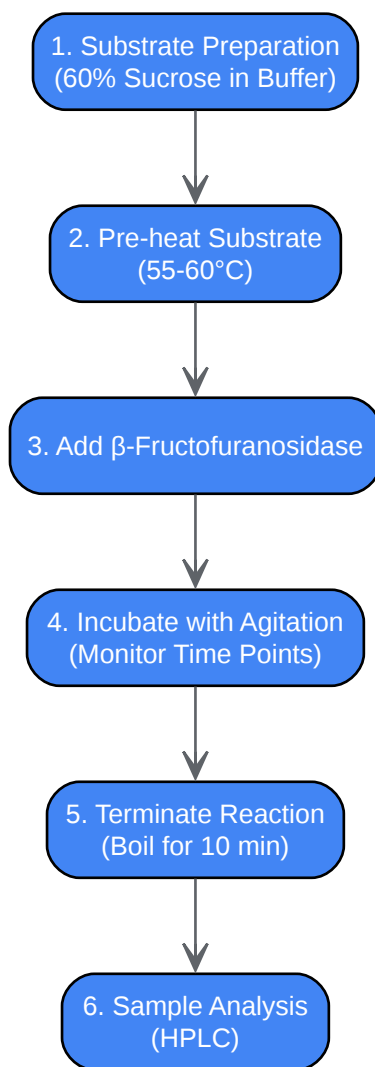 1. Substrate Preparation
(60% Sucrose in Buffer)
2. Pre-heat Substrate
(55-60°C)
3. Add β-Fructofuranosidase
4. Incubate with Agitation
(Monitor Time Points)
5. Terminate Reaction
(Boil for 10 min)
6. Sample Analysis
(HPLC)